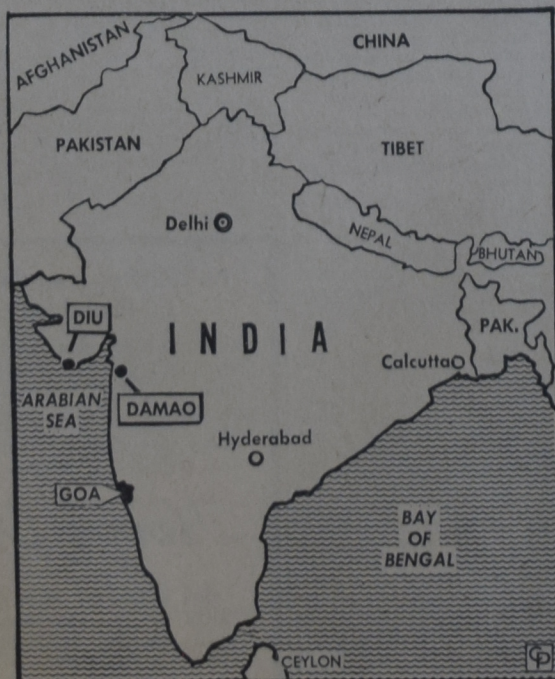 AFGHANISTAN
CHINA
KASHMIR
PAKISTAN
TIBET
Delhi
NEPAL
BHUTAN
DIU
INDIA
PAK.
Calcutta
ARABIAN
SEA
DAMAO
Hyderabad
GOA
BAY
OF
BENGAL
CEYLON
CP